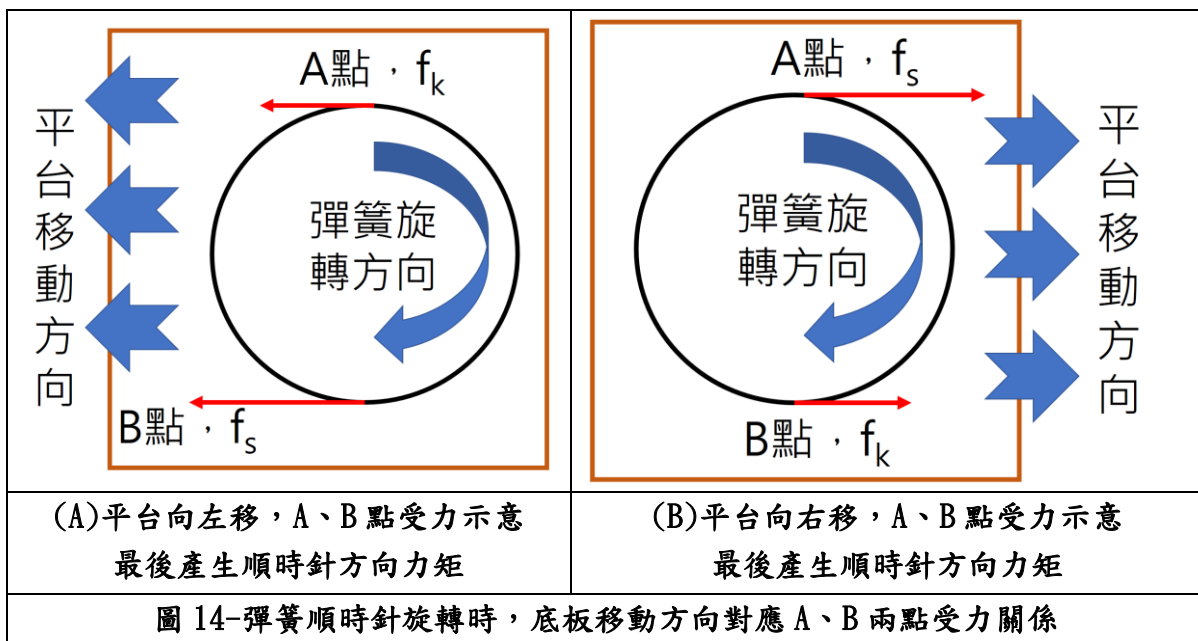 A點，fk
平台移動方向
彈簧旋
轉方向
B點，fs
A點，fs
平台移動方向
彈簧旋
轉方向
B點，fk
(A)平台向左移，A、B點受力示意
最後產生順時針方向力矩
(B)平台向右移，A、B點受力示意
最後產生順時針方向力矩
圖 14-彈簧順時針旋轉時，底板移動方向對應 A、B 兩點受力關係